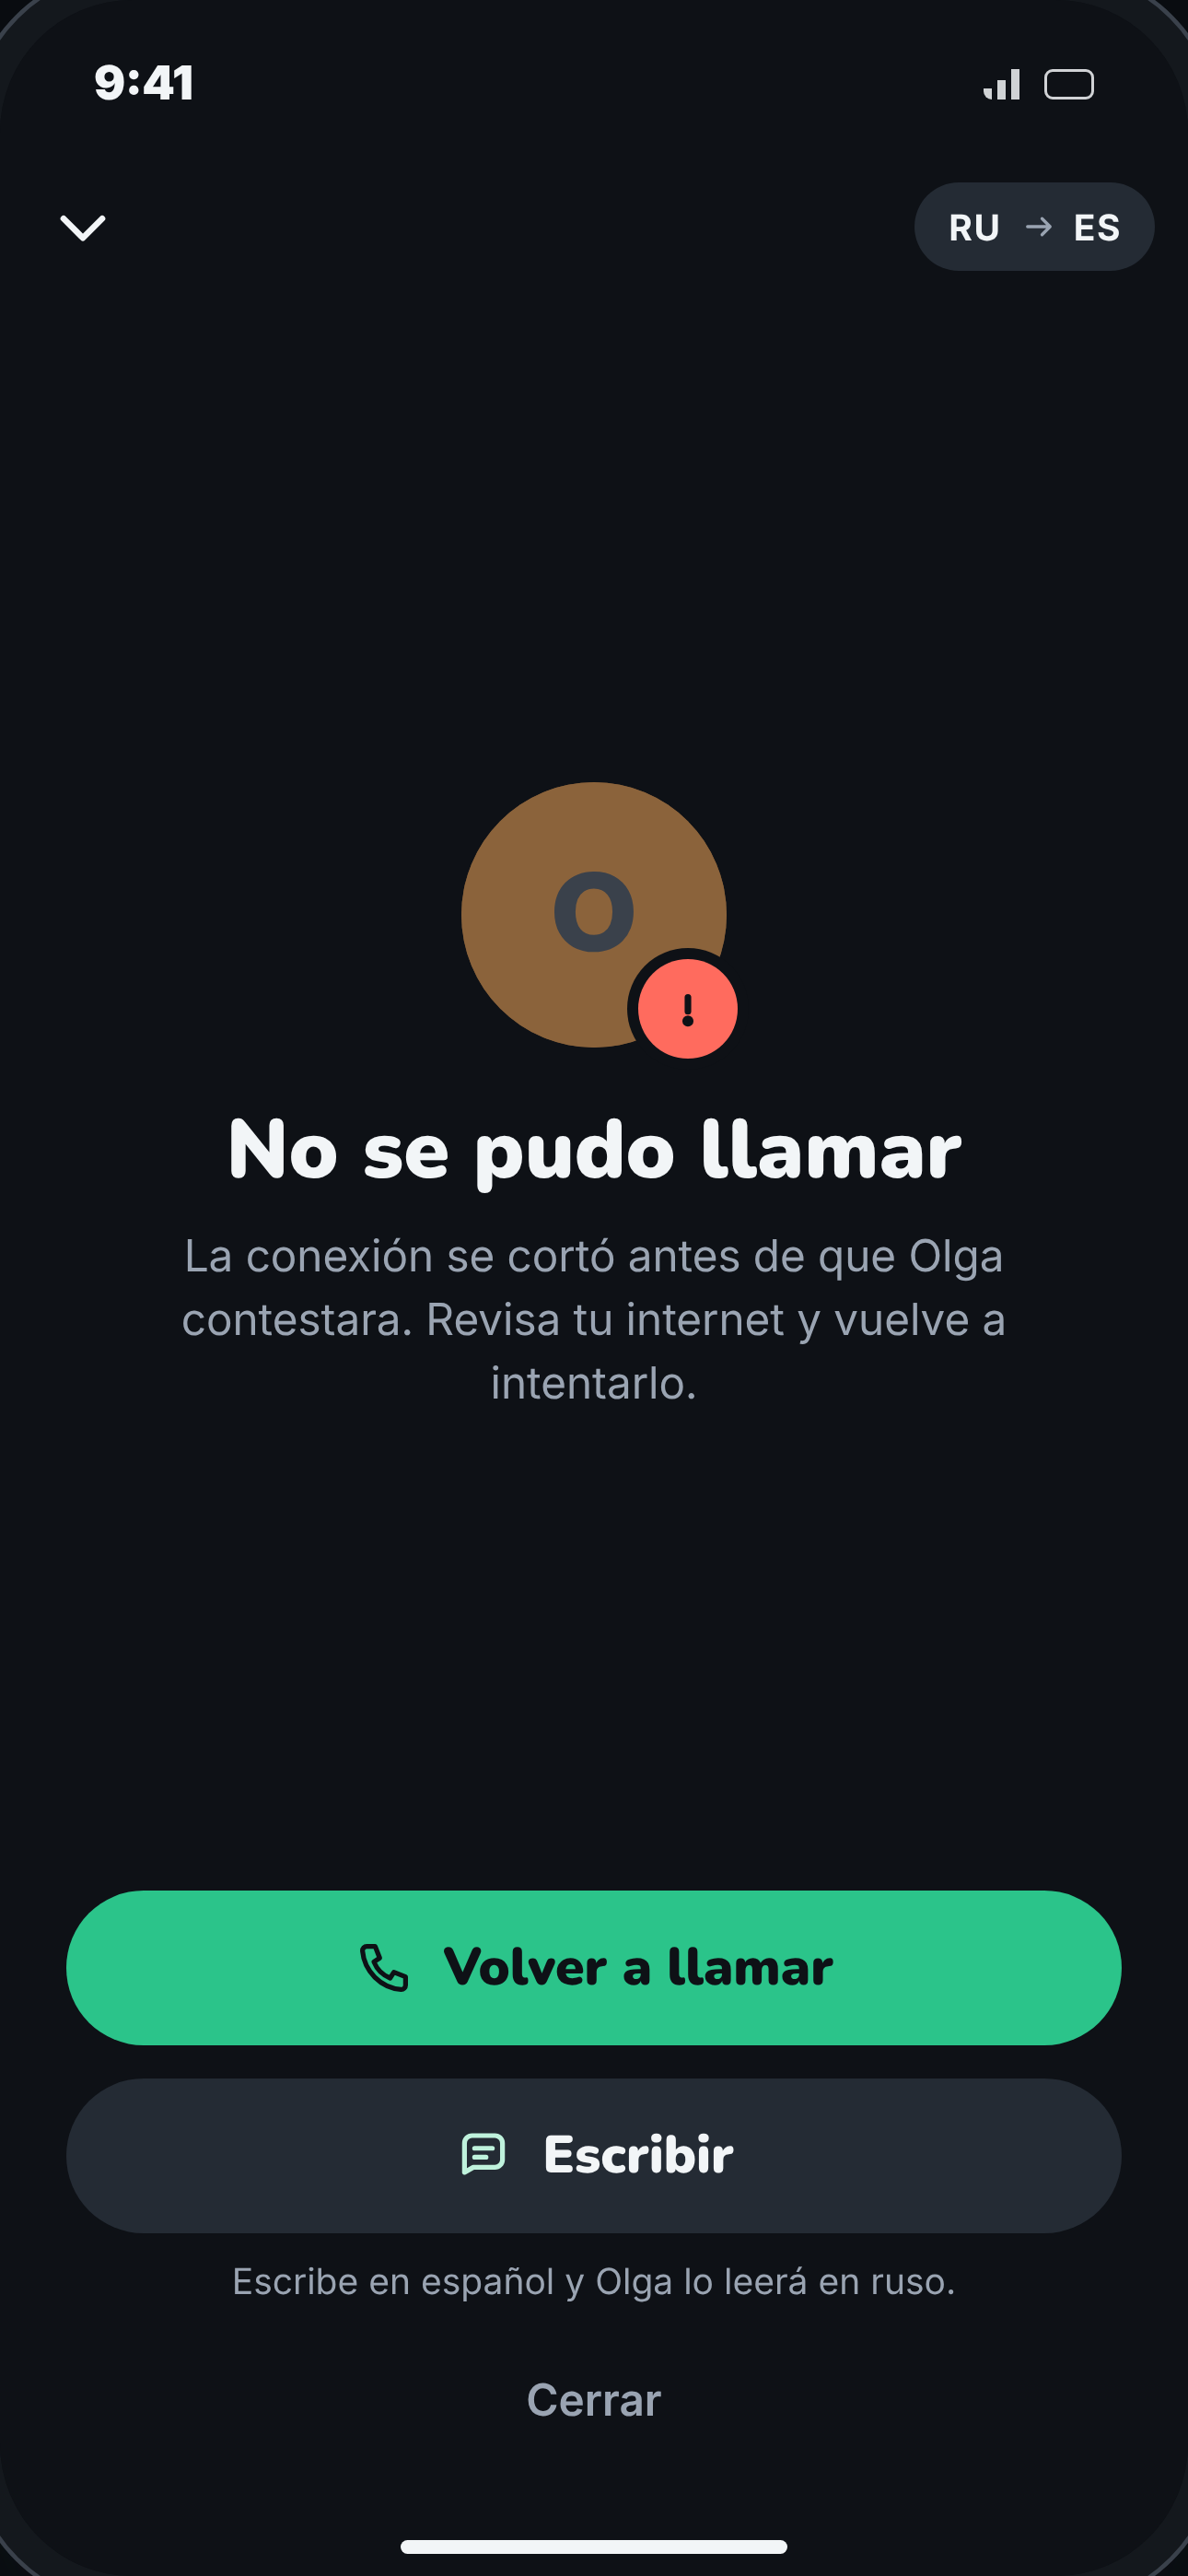 9:41
RU → ES
O
No se pudo llamar
La conexión se cortó antes de que Olga
contestara. Revisa tu internet y vuelve a
intentarlo.
Volver a llamar
Escribir
Escribe en español y Olga lo leerá en ruso.
Cerrar